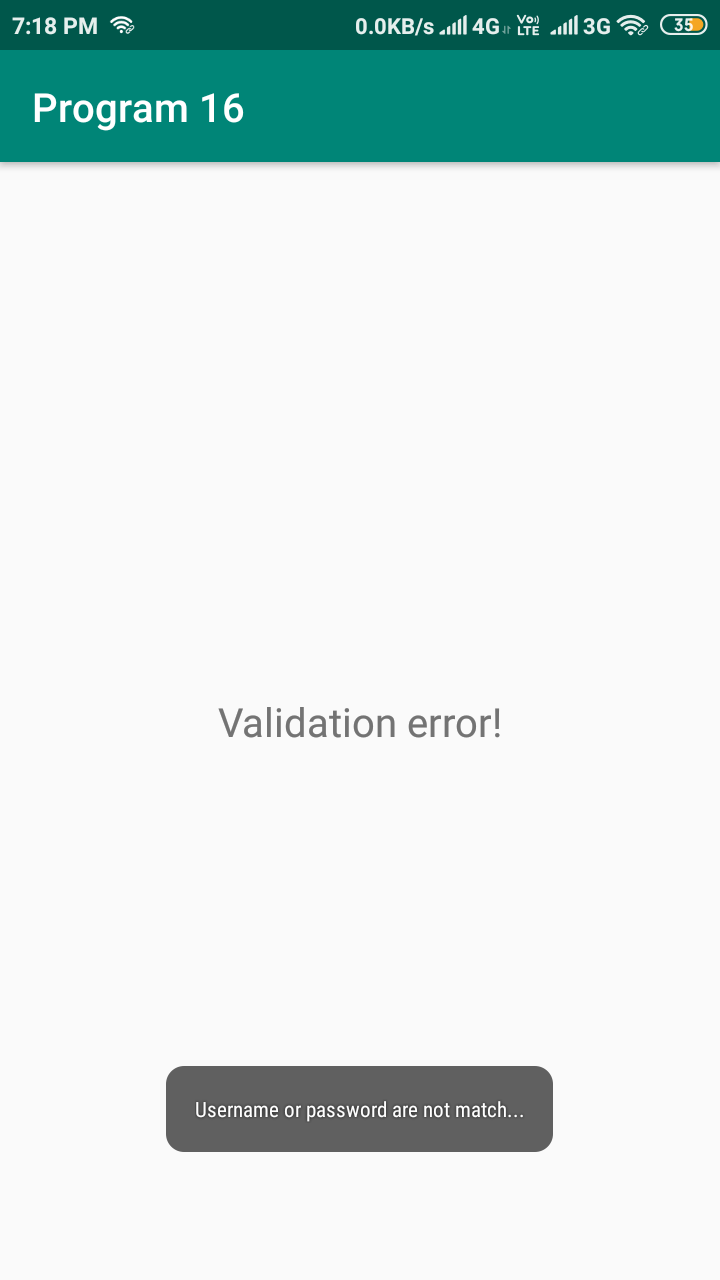 7:18 PM 0.0KB/s 4G Vo) LTE 3G 35
Program 16
Validation error!
Username or password are not match...